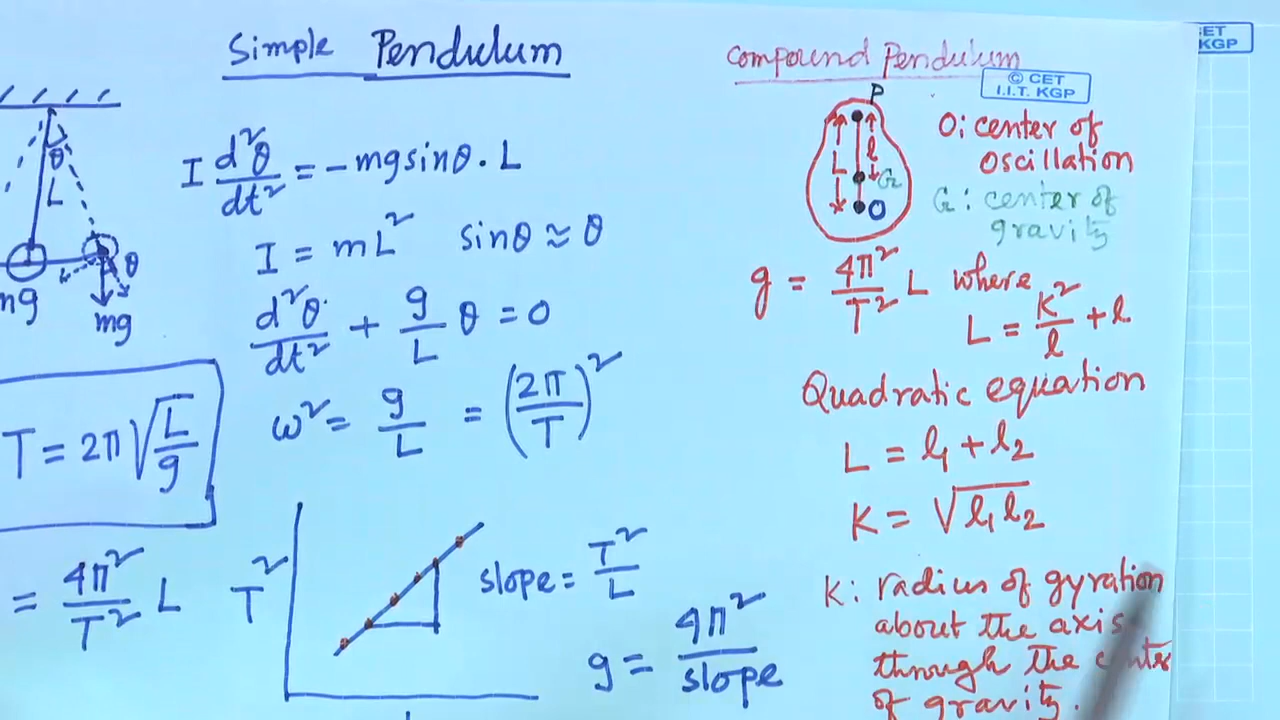 Simple Pendulum
θ
L
θ
mg
mg
I d²θ/dt² = -mg sinθ . L
I = mL² sinθ ≈ θ
d²θ/dt² + g/L θ = 0
ω² = g/L = (2π/T)²
T = 2π√(L/g)
= 4π²/T² L
T²
slope = T²/L
g = 4π²/slope
Compound Pendulum
© CET
I.I.T. KGP
ET
KGP
P
L
l
G
O
O: center of
oscillation
G: center of
gravity
g = 4π²/T² L where
L = K²/l + l
Quadratic equation
L = l₁ + l₂
K = √l₁l₂
K: radius of gyration
about the axis
through the center
of gravity.